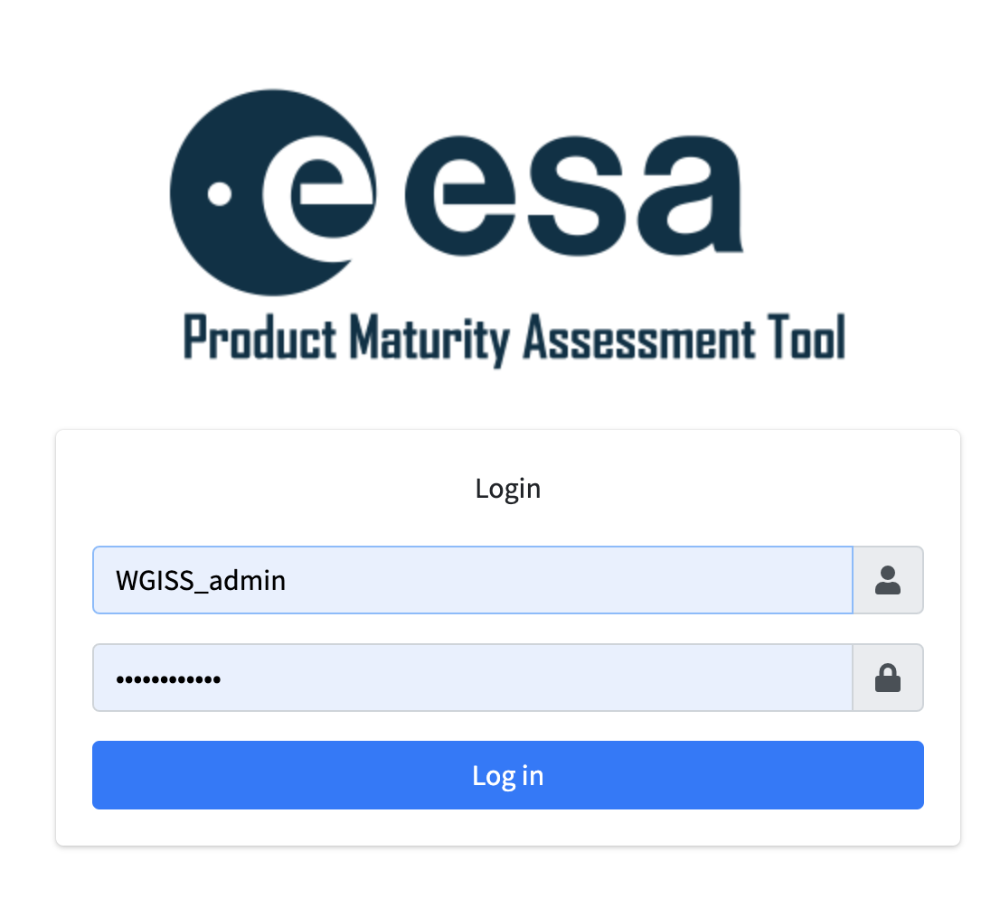 esa
Product Maturity Assessment Tool
Login
WGISS_admin
••••••••••••
Log in